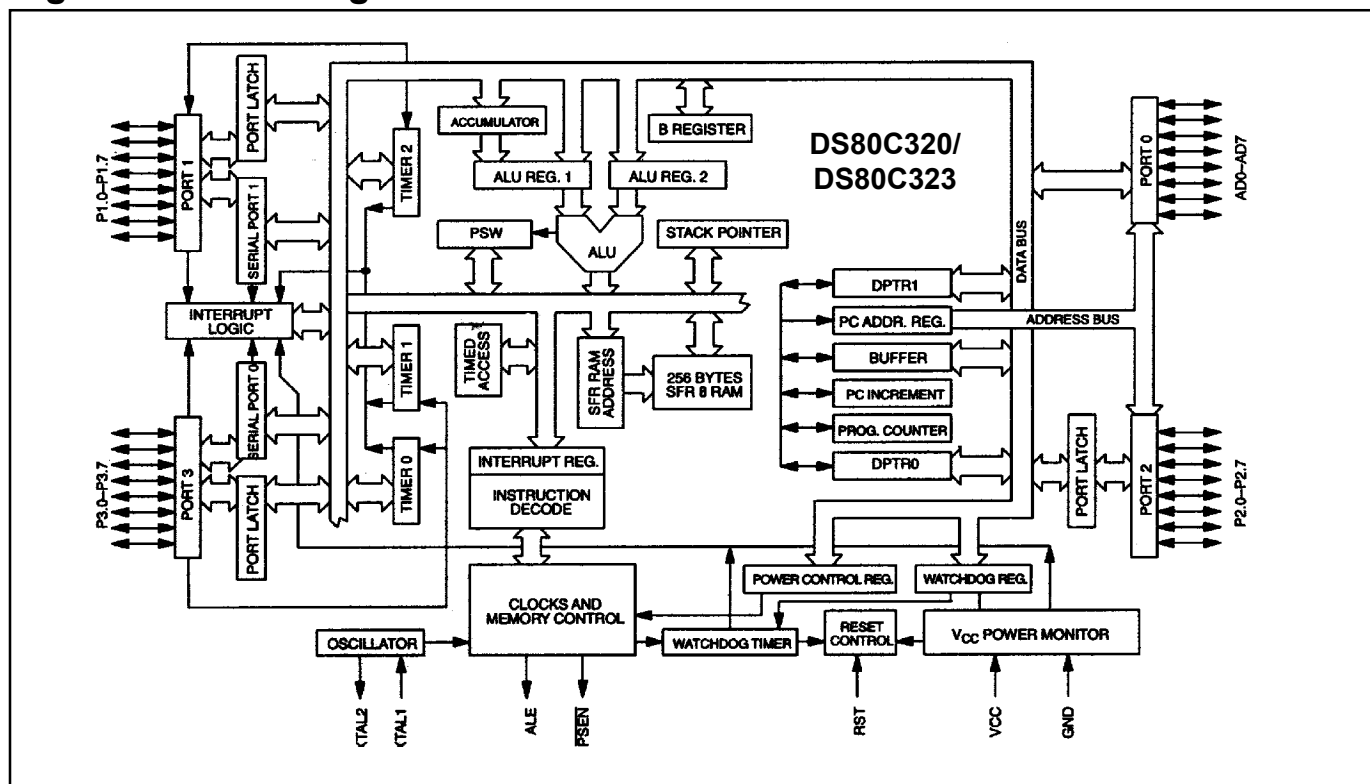 PORT LATCH
PORT 1
P1.0–P1.7
SERIAL PORT 1
TIMER 2
ACCUMULATOR
B REGISTER
ALU REG. 1
ALU REG. 2
DS80C320/
DS80C323
PORT 0
AD0–AD7
PSW
ALU
STACK POINTER
DATA BUS
INTERRUPT
LOGIC
DPTR1
PC ADDR. REG.
ADDRESS BUS
BUFFER
PC INCREMENT
PROG. COUNTER
DPTR0
TIMER 1
TIMED
ACCESS
SFR RAM
ADDRESS
256 BYTES
SFR 8 RAM
SERIAL PORT 0
PORT 3
P3.0–P3.7
PORT LATCH
TIMER 0
INTERRUPT REG.
INSTRUCTION
DECODE
PORT LATCH
PORT 2
P2.0–P2.7
CLOCKS AND
MEMORY CONTROL
POWER CONTROL REG.
WATCHDOG REG.
OSCILLATOR
WATCHDOG TIMER
RESET
CONTROL
VCC POWER MONITOR
XTAL2
XTAL1
ALE
PSEN
RST
VCC
GND